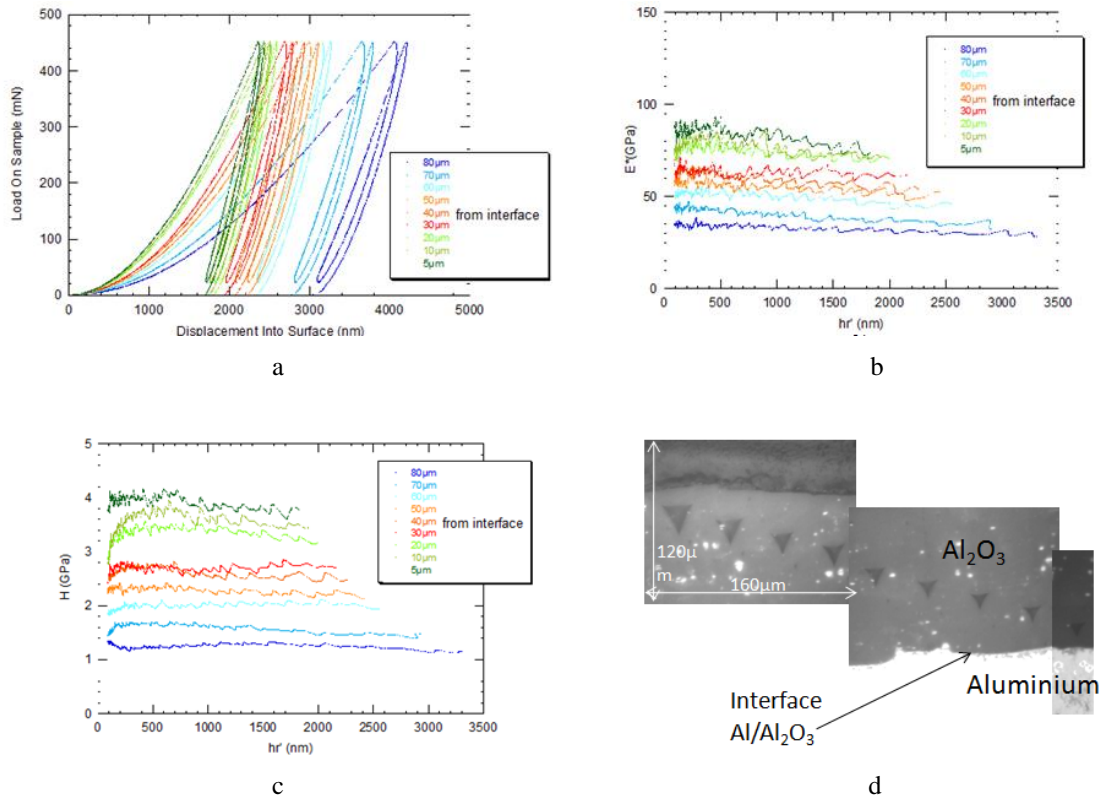 500
400
300
200
100
0
Load On Sample (mN)
80µm
70µm
60µm
50µm
40µm from interface
30µm
20µm
10µm
5µm
0 1000 2000 3000 4000 5000
Displacement Into Surface (nm)
a
150
100
50
0
E'*(GPa)
80µm
70µm
60µm
50µm
40µm from interface
30µm
20µm
10µm
5µm
0 500 1000 1500 2000 2500 3000 3500
hr' (nm)
b
5
4
3
2
1
0
H (GPa)
80µm
70µm
60µm
50µm
40µm from interface
30µm
20µm
10µm
5µm
0 500 1000 1500 2000 2500 3000 3500
hr' (nm)
c
120µ
m
160µm
Al₂O₃
Aluminium
Interface
Al/Al₂O₃
d